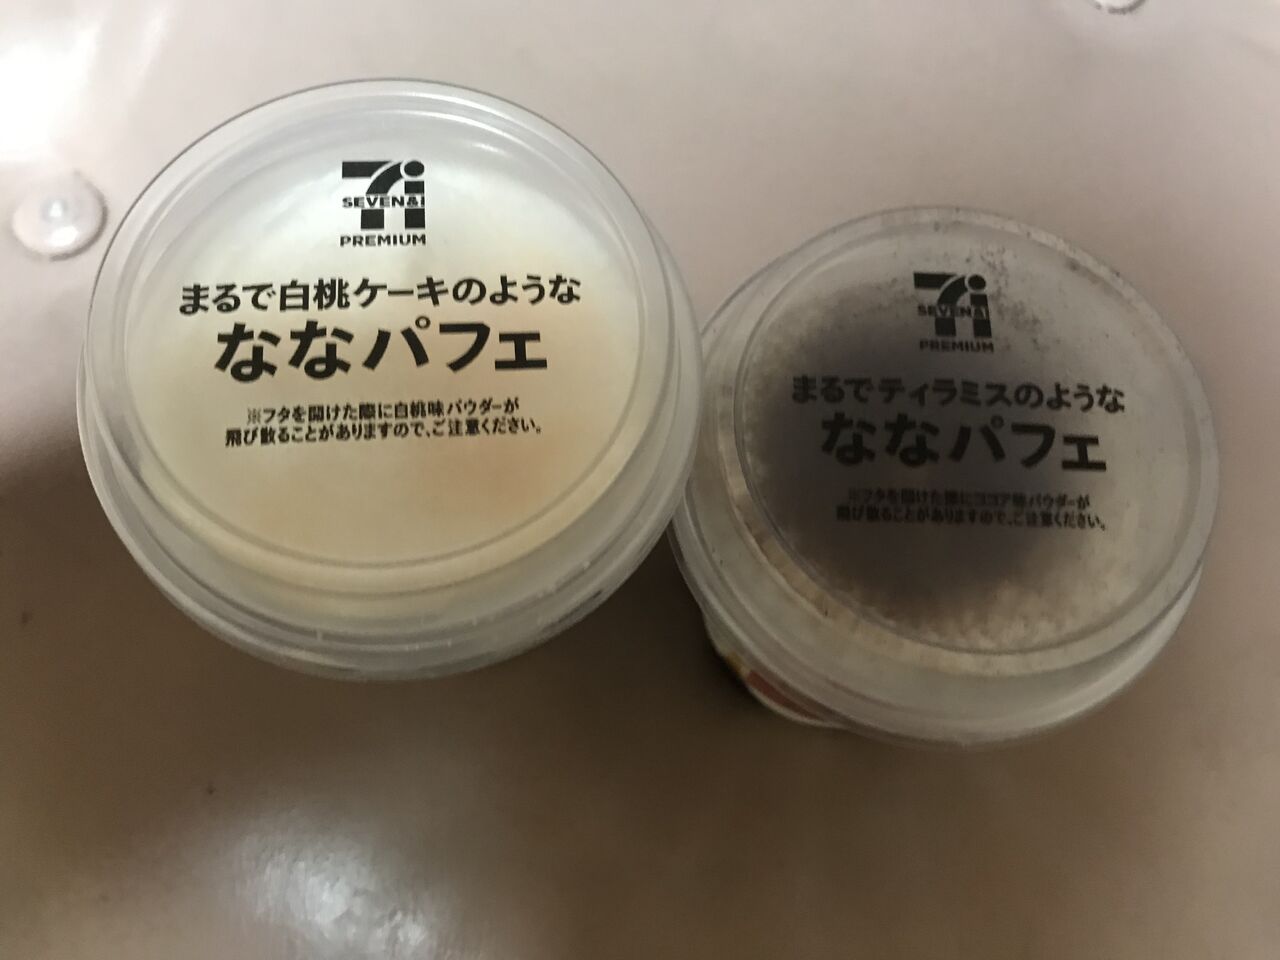 SEVEN&i
PREMIUM
まるで白桃ケーキのような
ななパフェ
※フタを開けた際に白桃味パウダーが
飛び散ることがありますので、ご注意ください。
SEVEN&i
PREMIUM
まるでティラミスのような
ななパフェ
※フタを開けた際にココア味パウダーが
飛び散ることがありますので、ご注意ください。